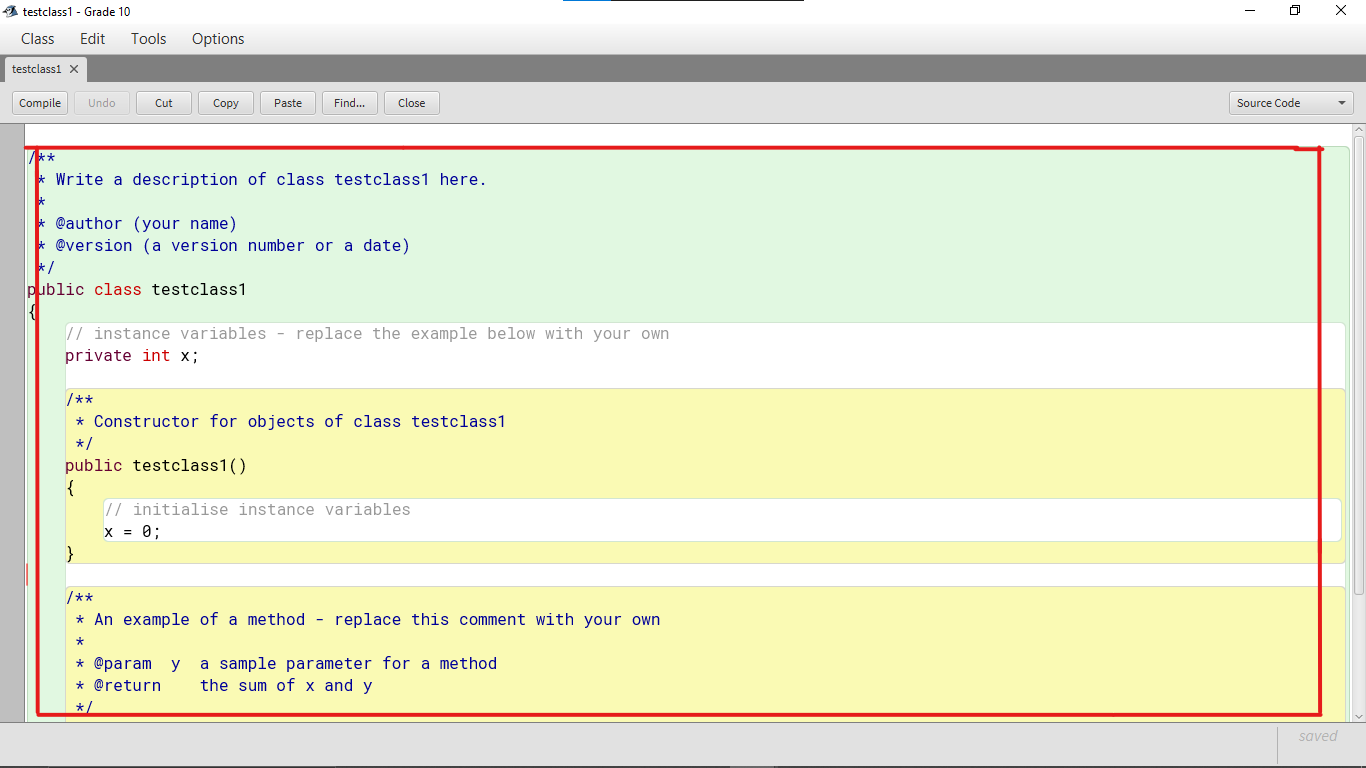 testclass1 - Grade 10
Class Edit Tools Options
testclass1
Compile Undo Cut Copy Paste Find... Close Source Code
/**
 * Write a description of class testclass1 here.
 *
 * @author (your name)
 * @version (a version number or a date)
 */
public class testclass1
{
    // instance variables - replace the example below with your own
    private int x;
    /**
     * Constructor for objects of class testclass1
     */
    public testclass1()
    {
        // initialise instance variables
        x = 0;
    }
    /**
     * An example of a method - replace this comment with your own
     *
     * @param  y  a sample parameter for a method
     * @return    the sum of x and y
     */
saved